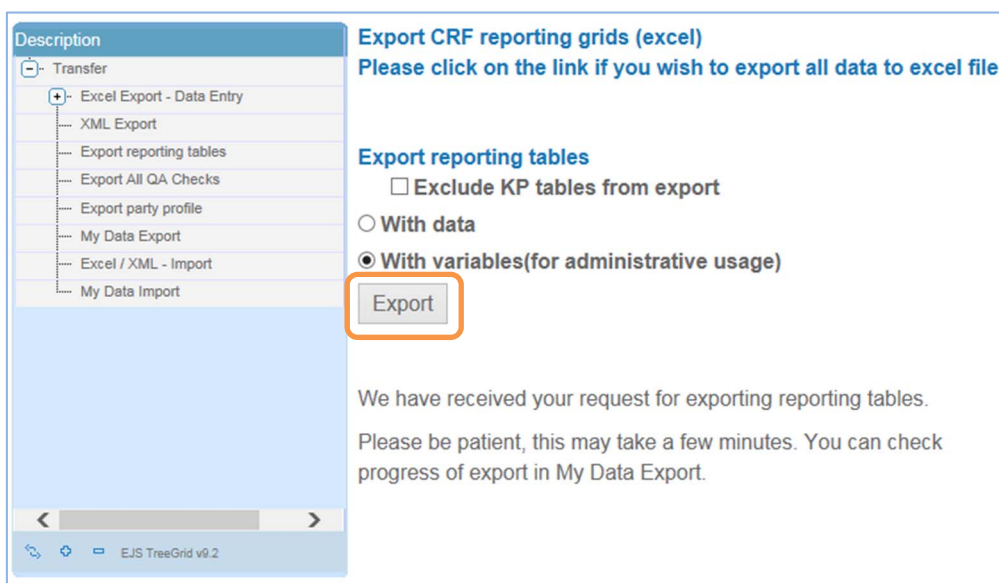 Description
Transfer
Excel Export - Data Entry
XML Export
Export reporting tables
Export All QA Checks
Export party profile
My Data Export
Excel / XML - Import
My Data Import
EJS TreeGrid v9.2
Export CRF reporting grids (excel)
Please click on the link if you wish to export all data to excel file
Export reporting tables
Exclude KP tables from export
With data
With variables(for administrative usage)
Export
We have received your request for exporting reporting tables.
Please be patient, this may take a few minutes. You can check
progress of export in My Data Export.